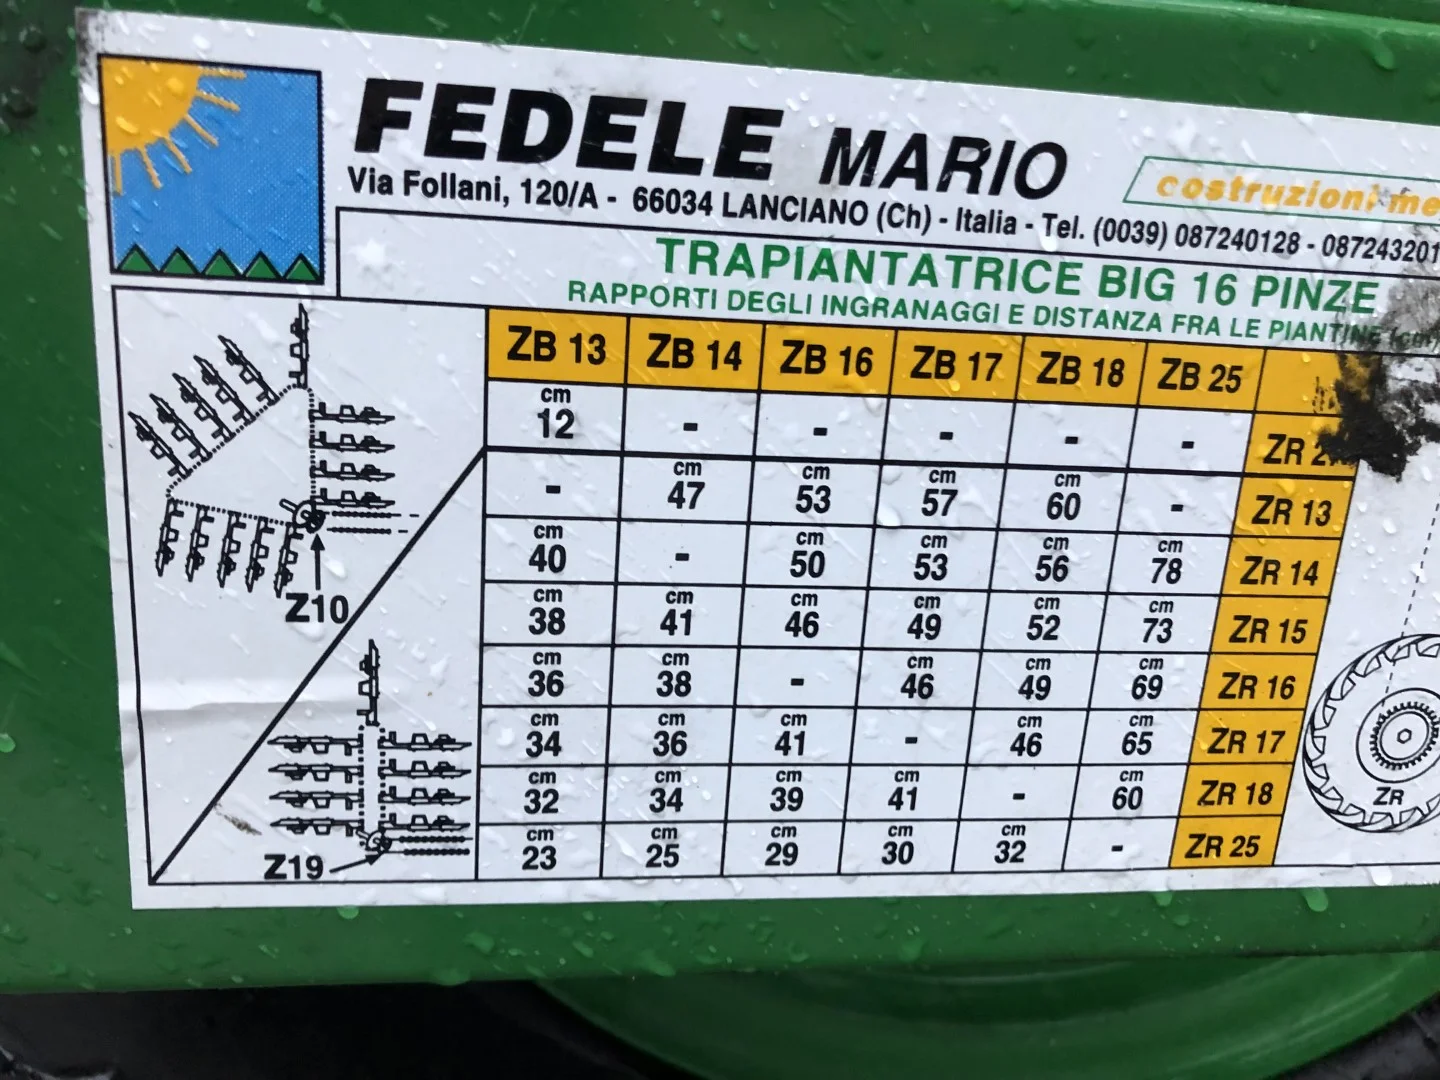 FEDELE MARIO
costruzioni
Via Follani, 120/A - 66034 LANCIANO (Ch) - Italia - Tel. (0039) 087240128 - 087243201
TRAPIANTATRICE BIG 16 PINZE
RAPPORTI DEGLI INGRANAGGI E DISTANZA FRA LE PIANTINE (cm)
ZB 13 ZB 14 ZB 16 ZB 17 ZB 18 ZB 25
cm
12 - - - - - ZR
cm cm cm cm
- 47 53 57 60 - ZR 13
cm cm cm cm cm
40 - 50 53 56 78 ZR 14
cm cm cm cm cm cm
38 41 46 49 52 73 ZR 15
cm cm cm cm cm
36 38 - 46 49 69 ZR 16
cm cm cm cm cm
34 36 41 - 46 65 ZR 17
cm cm cm cm cm
32 34 39 41 - 60 ZR 18
cm cm cm cm cm
23 25 29 30 32 - ZR 25
Z10
Z19
ZR